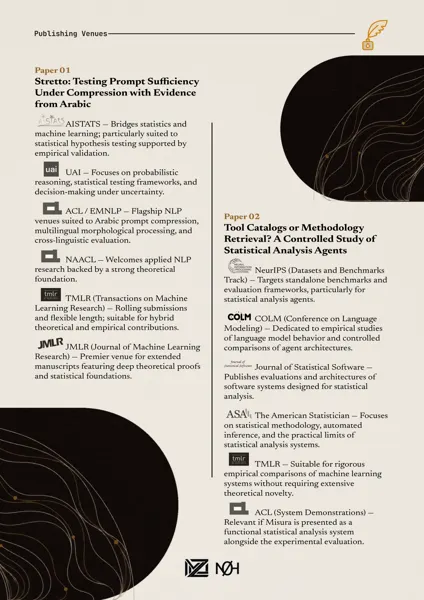 Publishing Venues
Paper 01
Stretto: Testing Prompt Sufficiency
Under Compression with Evidence
from Arabic
AISTATS AISTATS — Bridges statistics and
machine learning; particularly suited to
statistical hypothesis testing supported by
empirical validation.
uai UAI — Focuses on probabilistic
reasoning, statistical testing frameworks, and
decision-making under uncertainty.
ACL / EMNLP — Flagship NLP
venues suited to Arabic prompt compression,
multilingual morphological processing, and
cross-linguistic evaluation.
NAACL — Welcomes applied NLP
research backed by a strong theoretical
foundation.
tmlr TMLR (Transactions on Machine
Learning Research) — Rolling submissions
and flexible length; suitable for hybrid
theoretical and empirical contributions.
JMLR JMLR (Journal of Machine Learning
Research) — Premier venue for extended
manuscripts featuring deep theoretical proofs
and statistical foundations.
Paper 02
Tool Catalogs or Methodology
Retrieval? A Controlled Study of
Statistical Analysis Agents
NeurIPS (Datasets and Benchmarks
Track) — Targets standalone benchmarks and
evaluation frameworks, particularly for
statistical analysis agents.
COLM COLM (Conference on Language
Modeling) — Dedicated to empirical studies
of language model behavior and controlled
comparisons of agent architectures.
Journal of
statistical software Journal of Statistical Software —
Publishes evaluations and architectures of
software systems designed for statistical
analysis.
ASA The American Statistician — Focuses
on statistical methodology, automated
inference, and the practical limits of
statistical analysis systems.
tmlr TMLR — Suitable for rigorous
empirical comparisons of machine learning
systems without requiring extensive
theoretical novelty.
ACL (System Demonstrations) —
Relevant if Misura is presented as a
functional statistical analysis system
alongside the experimental evaluation.